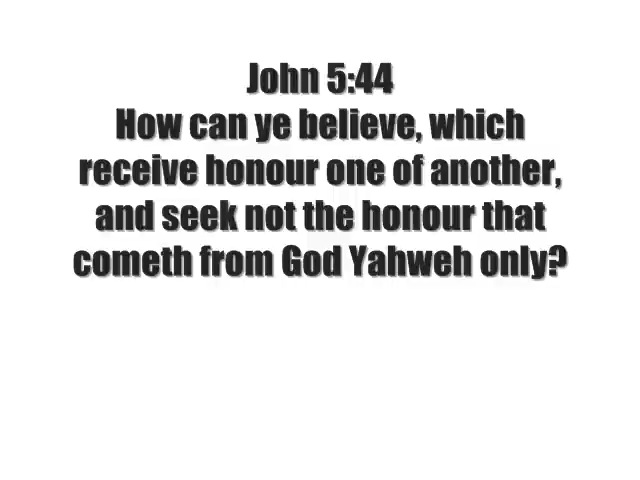 John 5:44
How can ye believe, which
receive honour one of another,
and seek not the honour that
cometh from God Yahweh only?